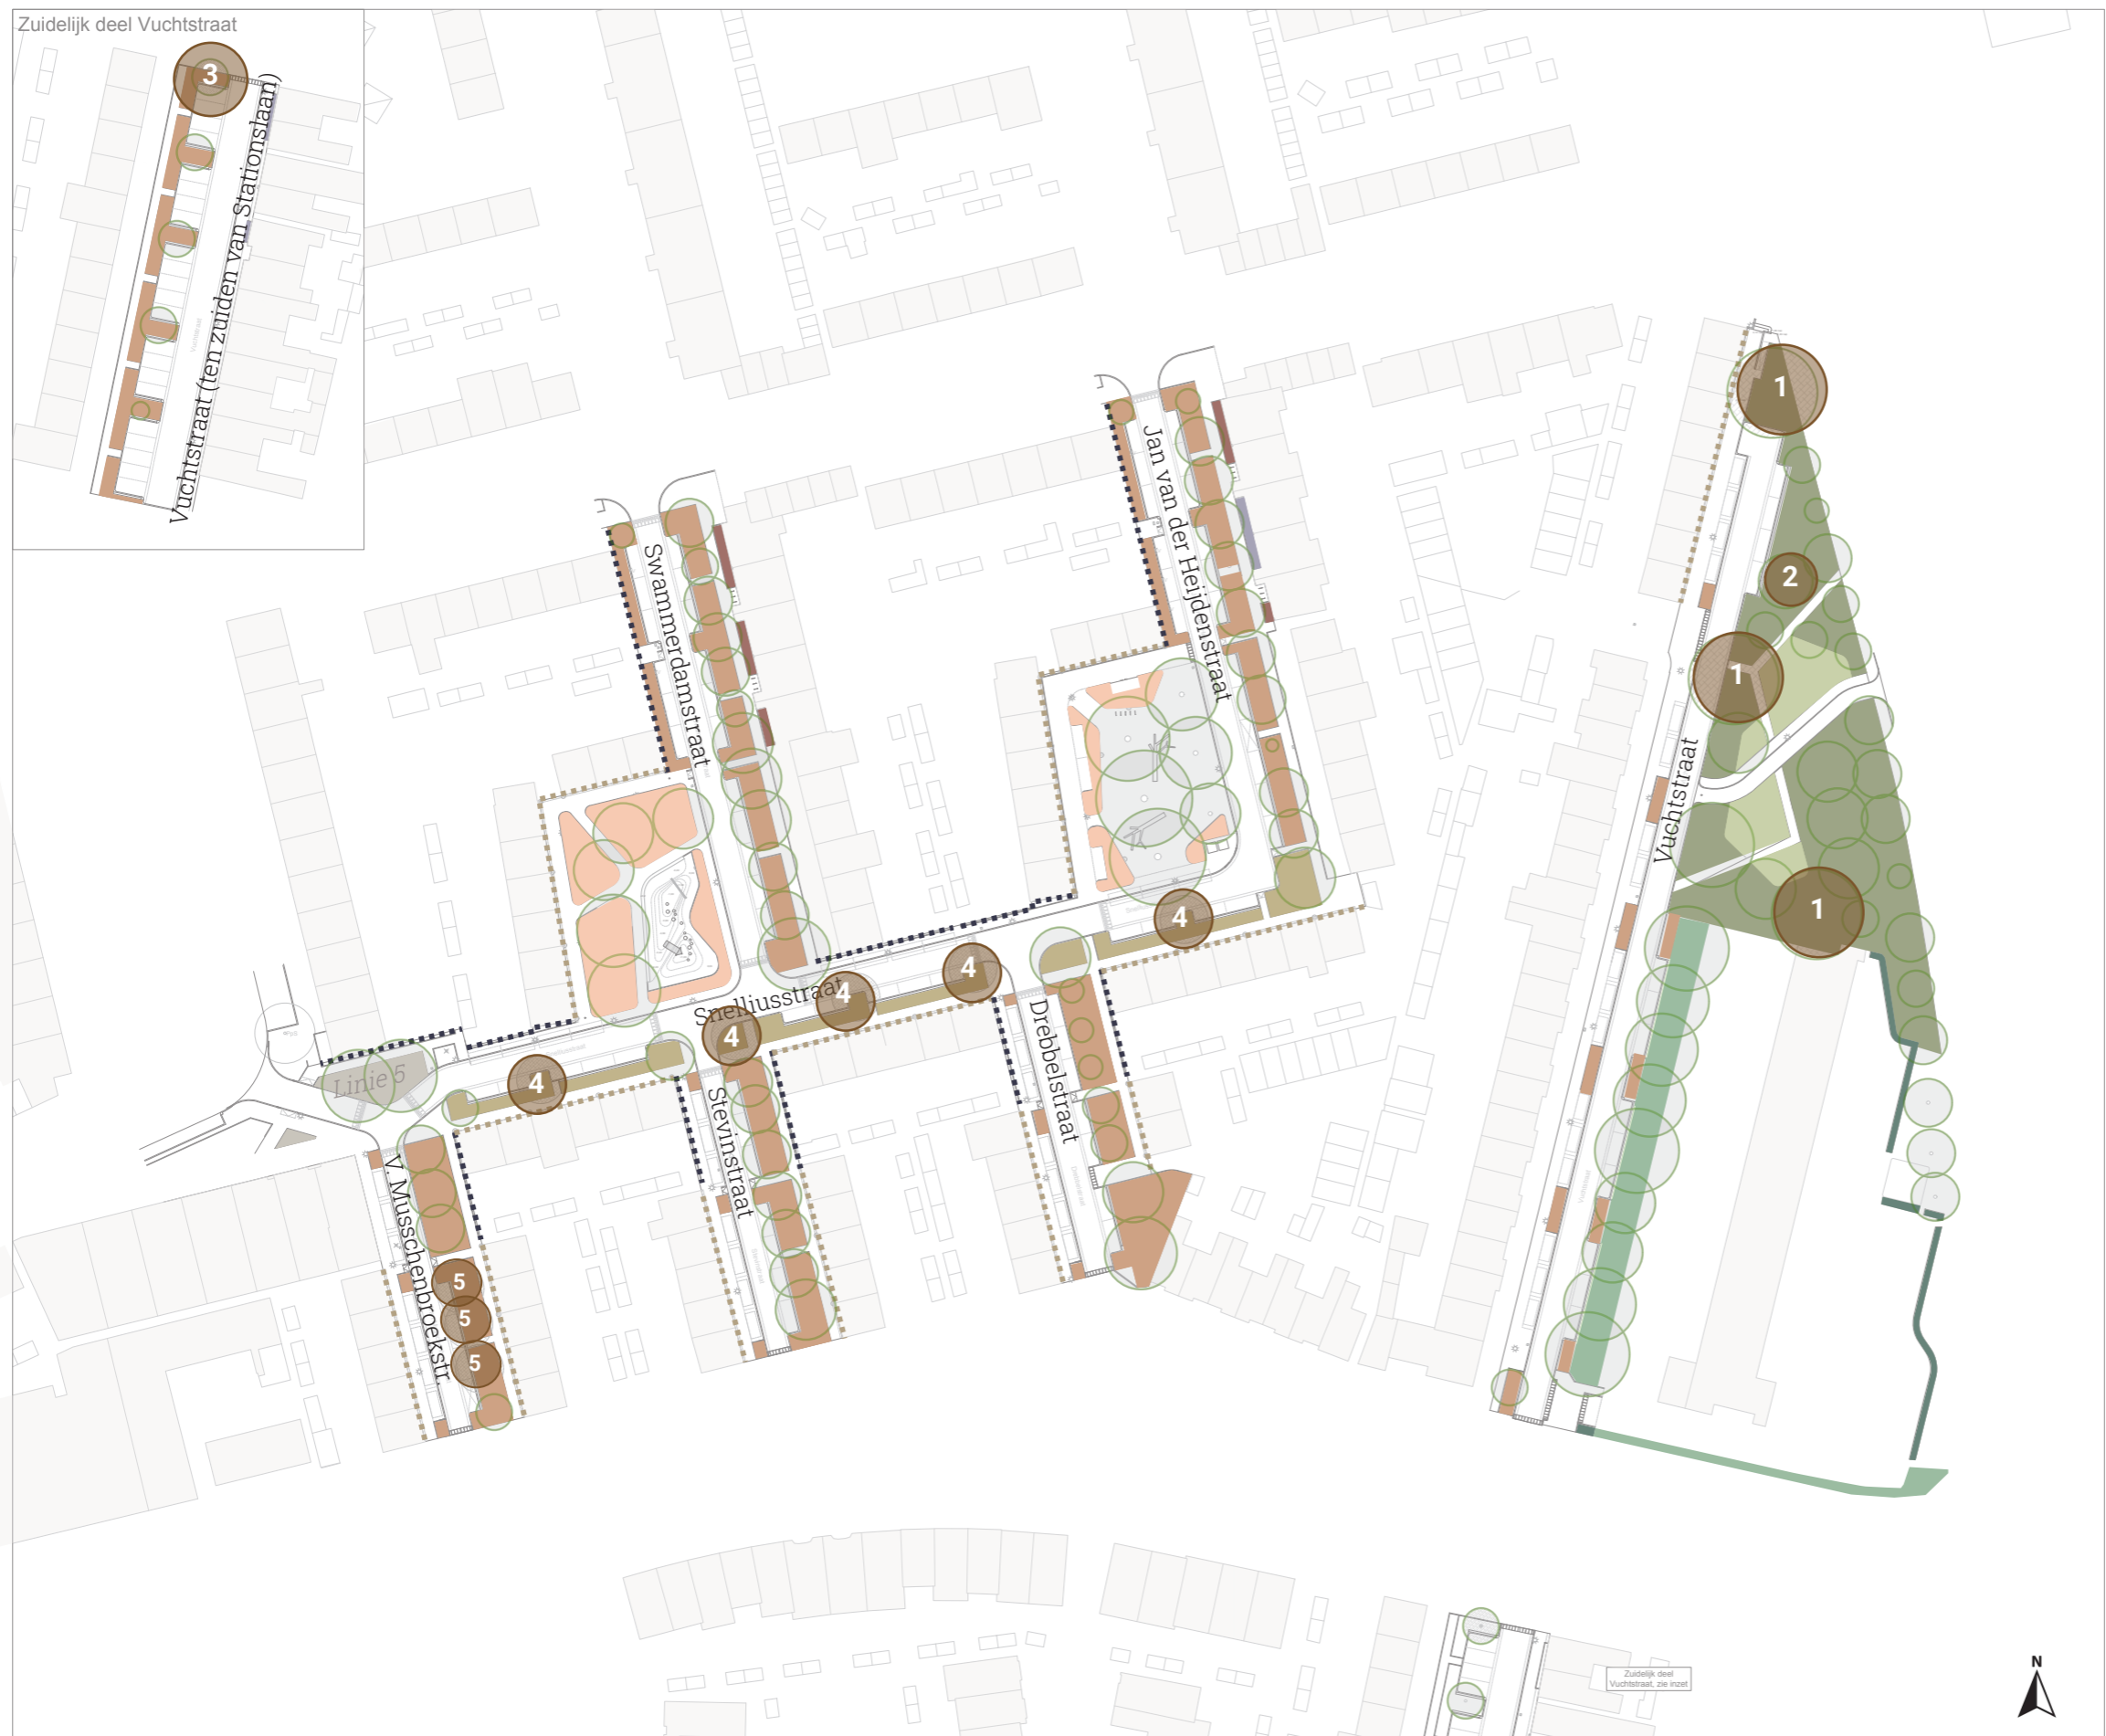 Zuidelijk deel Vuchtstraat
3
Vuchtstraat (ten zuiden van Stationslaan)
1
Jan van der Heijdenstraat
Swammerdamstraat
2
1
Vuchtstraat
1
4
4
4
Snelliusstraat
4
4
Linie 5
Drebbelstraat
Stevinstraat
V. Musschenbroekstr.
5
5
5
Zuidelijk deel
Vuchtstraat, zie inzet
N